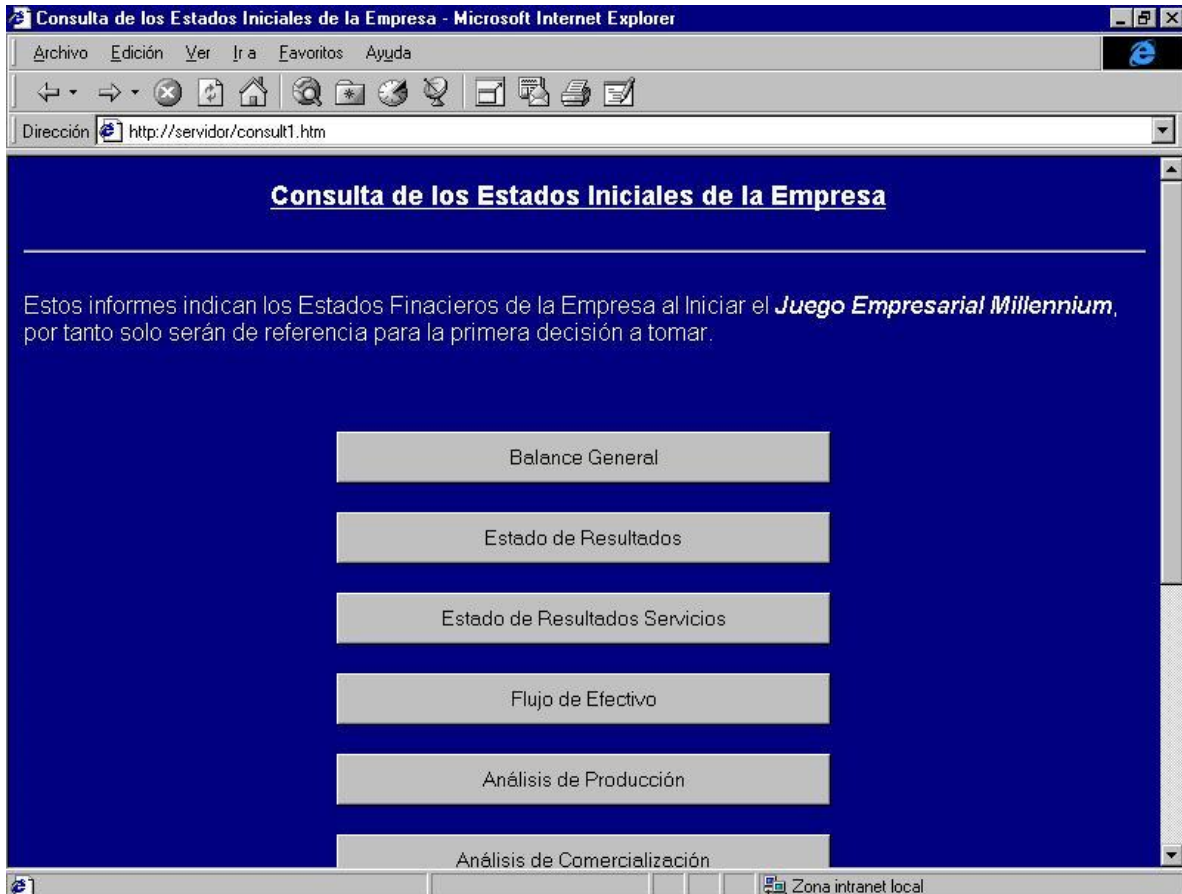 Consulta de los Estados Iniciales de la Empresa - Microsoft Internet Explorer
Archivo Edición Ver Ir a Favoritos Ayuda
Dirección http://servidor/consult1.htm
Consulta de los Estados Iniciales de la Empresa
Estos informes indican los Estados Finacieros de la Empresa al Iniciar el Juego Empresarial Millennium,
por tanto solo serán de referencia para la primera decisión a tomar.
Balance General
Estado de Resultados
Estado de Resultados Servicios
Flujo de Efectivo
Análisis de Producción
Análisis de Comercialización
Zona intranet local